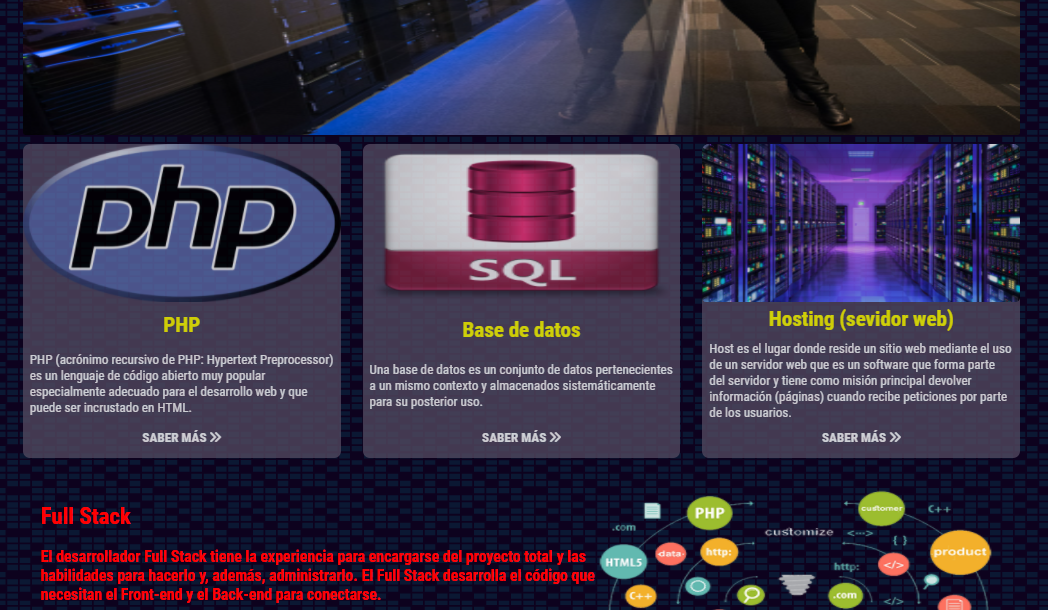 php
SQL
PHP
PHP (acrónimo recursivo de PHP: Hypertext Preprocessor)
es un lenguaje de código abierto muy popular
especialmente adecuado para el desarrollo web y que
puede ser incrustado en HTML.
SABER MÁS
Base de datos
Una base de datos es un conjunto de datos pertenecientes
a un mismo contexto y almacenados sistemáticamente
para su posterior uso.
SABER MÁS
Hosting (sevidor web)
Host es el lugar donde reside un sitio web mediante el uso
de un servidor web que es un software que forma parte
del servidor y tiene como misión principal devolver
información (páginas) cuando recibe peticiones por parte
de los usuarios.
SABER MÁS
Full Stack
El desarrollador Full Stack tiene la experiencia para encargarse del proyecto total y las
habilidades para hacerlo y, además, administrarlo. El Full Stack desarrolla el código que
necesitan el Front-end y el Back-end para conectarse.
PHP
customer
C++
.com
customize
<--->
{ }
data
http:
product
HTML5
http:
</>
C++
.com
</>